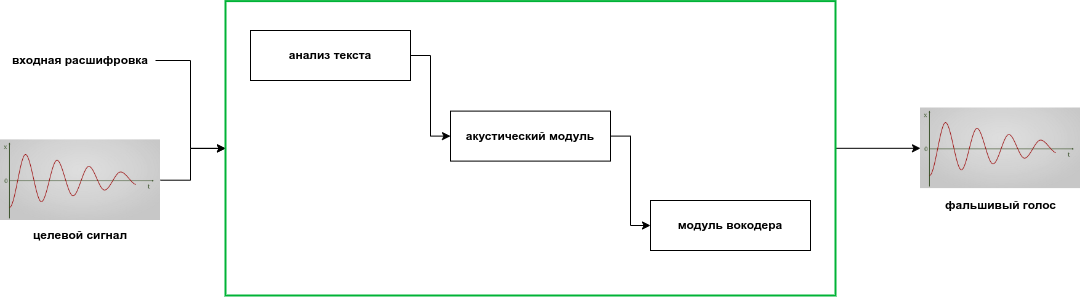 входная расшифровка
x
0
t
целевой сигнал
анализ текста
акустический модуль
модуль вокодера
x
0
t
фальшивый голос